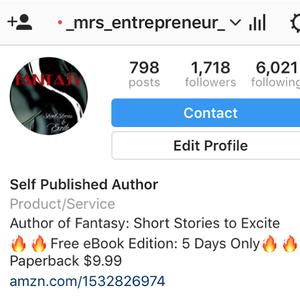 _mrs_entrepreneur_
798 1,718 6,021
posts followers following
FANTASY
Short Stories
to
Excite
Contact
Edit Profile
Self Published Author
Product/Service
Author of Fantasy: Short Stories to Excite
🔥🔥Free eBook Edition: 5 Days Only🔥🔥
Paperback $9.99
amzn.com/1532826974